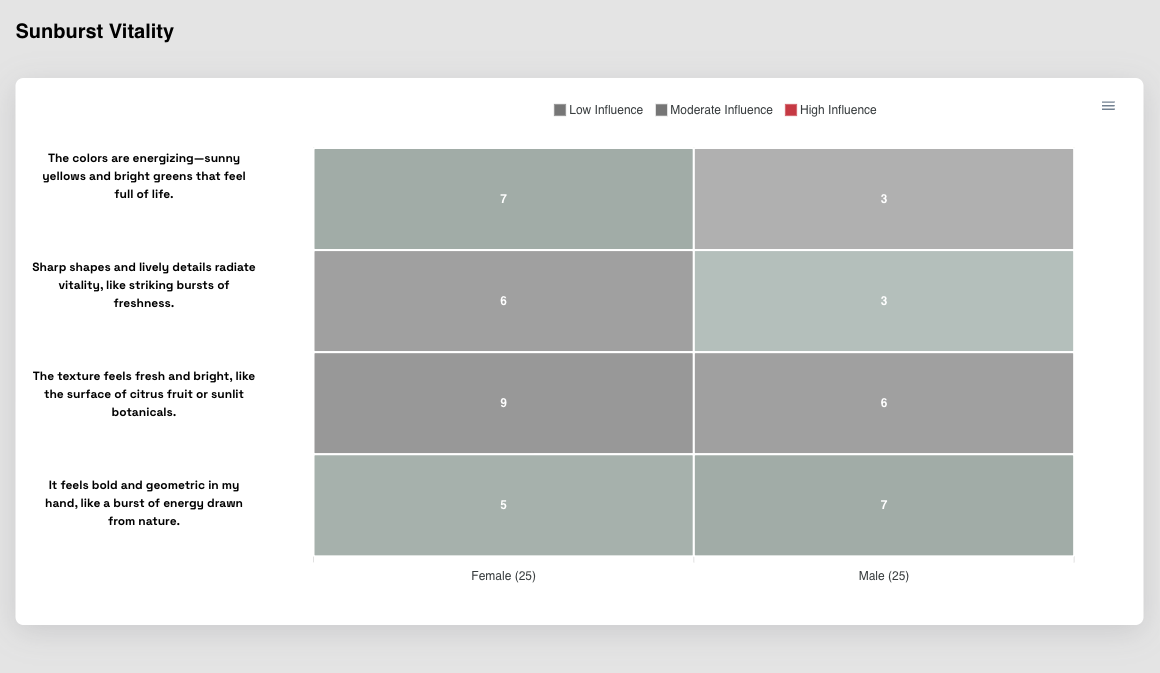 Sunburst Vitality
Low Influence Moderate Influence High Influence
The colors are energizing—sunny
yellows and bright greens that feel
full of life.
7 3
Sharp shapes and lively details radiate
vitality, like striking bursts of
freshness.
6 3
The texture feels fresh and bright, like
the surface of citrus fruit or sunlit
botanicals.
9 6
It feels bold and geometric in my
hand, like a burst of energy drawn
from nature.
5 7
Female (25) Male (25)